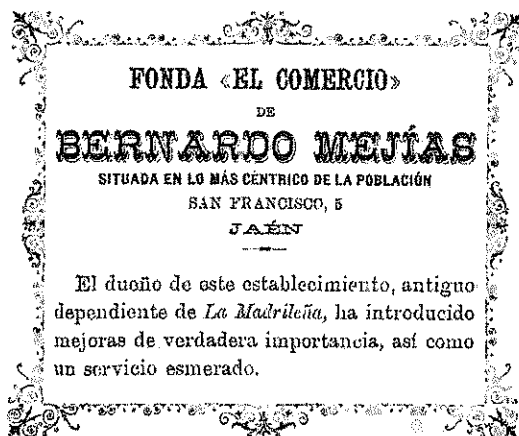 FONDA «EL COMERCIO»
DE
BERNARDO MEJÍAS
SITUADA EN LO MÁS CÉNTRICO DE LA POBLACIÓN
SAN FRANCISCO, 5
JAÉN
El dueño de este establecimiento, antiguo
dependiente de La Madrileña, ha introducido
mejoras de verdadera importancia, así como
un servicio esmerado.